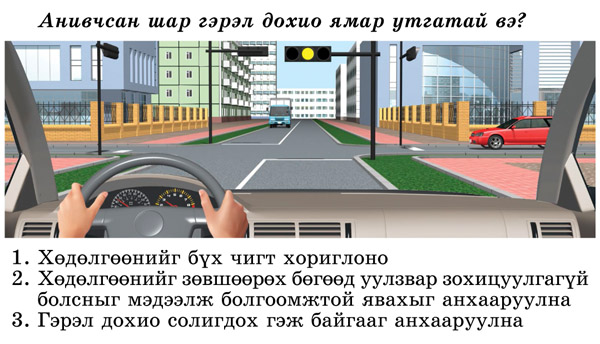 Анивчсан шар гэрэл дохио ямар утгатай вэ?
1. Хөдөлгөөнийг бүх чигт хориглоно
2. Хөдөлгөөнийг зөвшөөрөх бөгөөд уулзвар зохицуулгагүй
болсныг мэдээлж болгоомжтой явахыг анхааруулна
3. Гэрэл дохио солигдох гэж байгааг анхааруулна